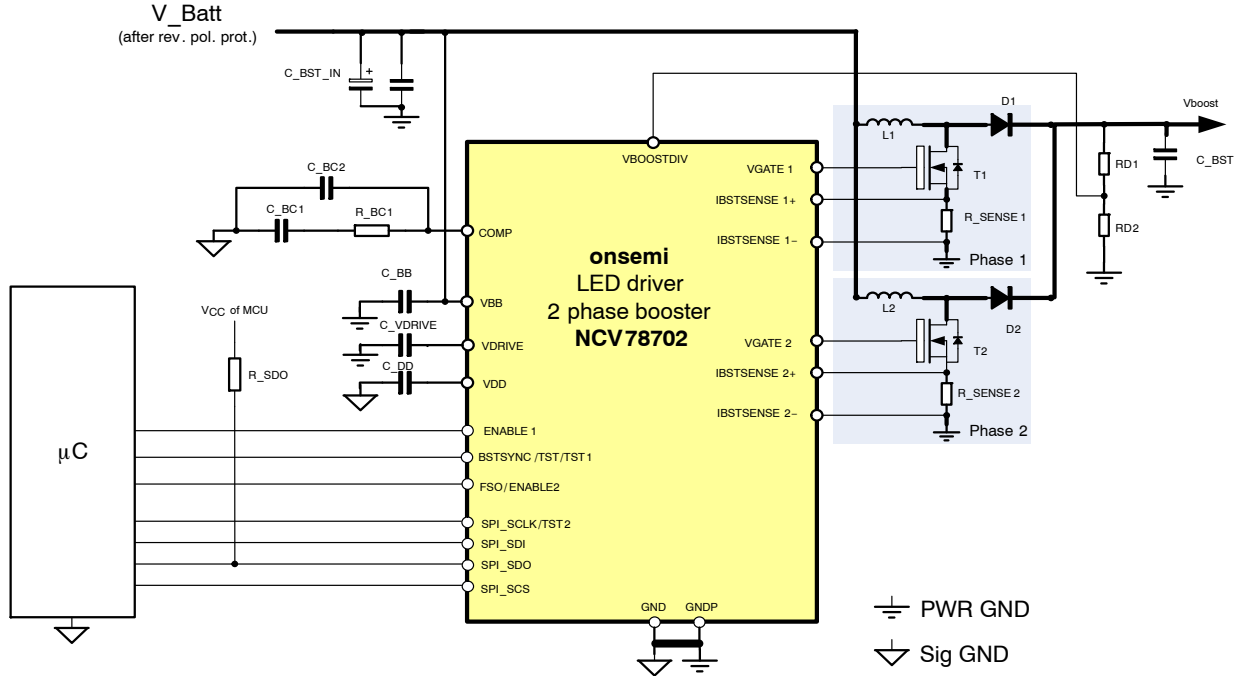 V_Batt
(after rev. pol. prot.)
C_BST_IN
+
D1
Vboost
L1
VBOOSTDIV
C_BC2
VGATE 1
T1
RD1
C_BST
IBSTSENSE 1+
C_BC1
R_BC1
R_SENSE 1
COMP
RD2
IBSTSENSE 1−
Phase 1
onsemi
LED driver
2 phase booster
NCV78702
C_BB
VBB
L2
D2
VCC of MCU
C_VDRIVE
VDRIVE
VGATE 2
T2
R_SDO
C_DD
VDD
IBSTSENSE 2+
R_SENSE 2
IBSTSENSE 2−
Phase 2
ENABLE 1
μC
BSTSYNC /TST/TST1
FSO/ENABLE2
SPI_SCLK/TST2
SPI_SDI
SPI_SDO
SPI_SCS
GND
GNDP
PWR GND
Sig GND